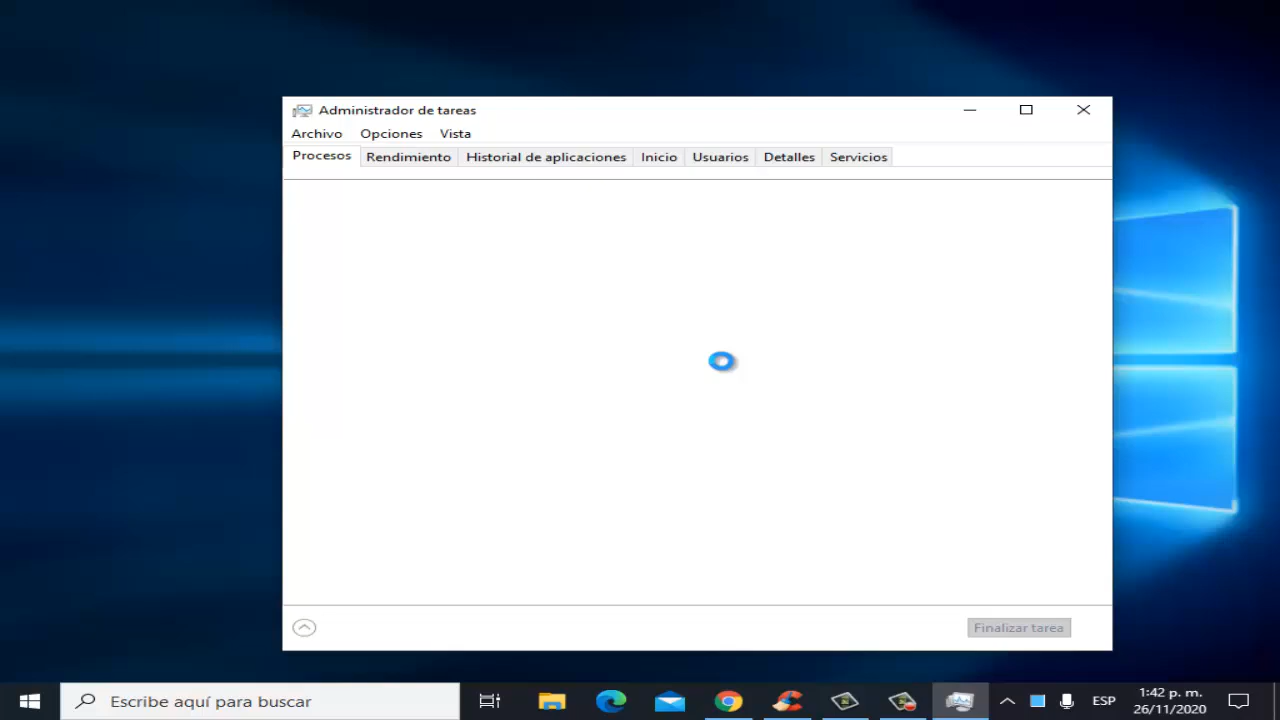 Administrador de tareas
Archivo Opciones Vista
Procesos Rendimiento Historial de aplicaciones Inicio Usuarios Detalles Servicios
Finalizar tarea
Escribe aquí para buscar
ESP
1:42 p. m.
26/11/2020